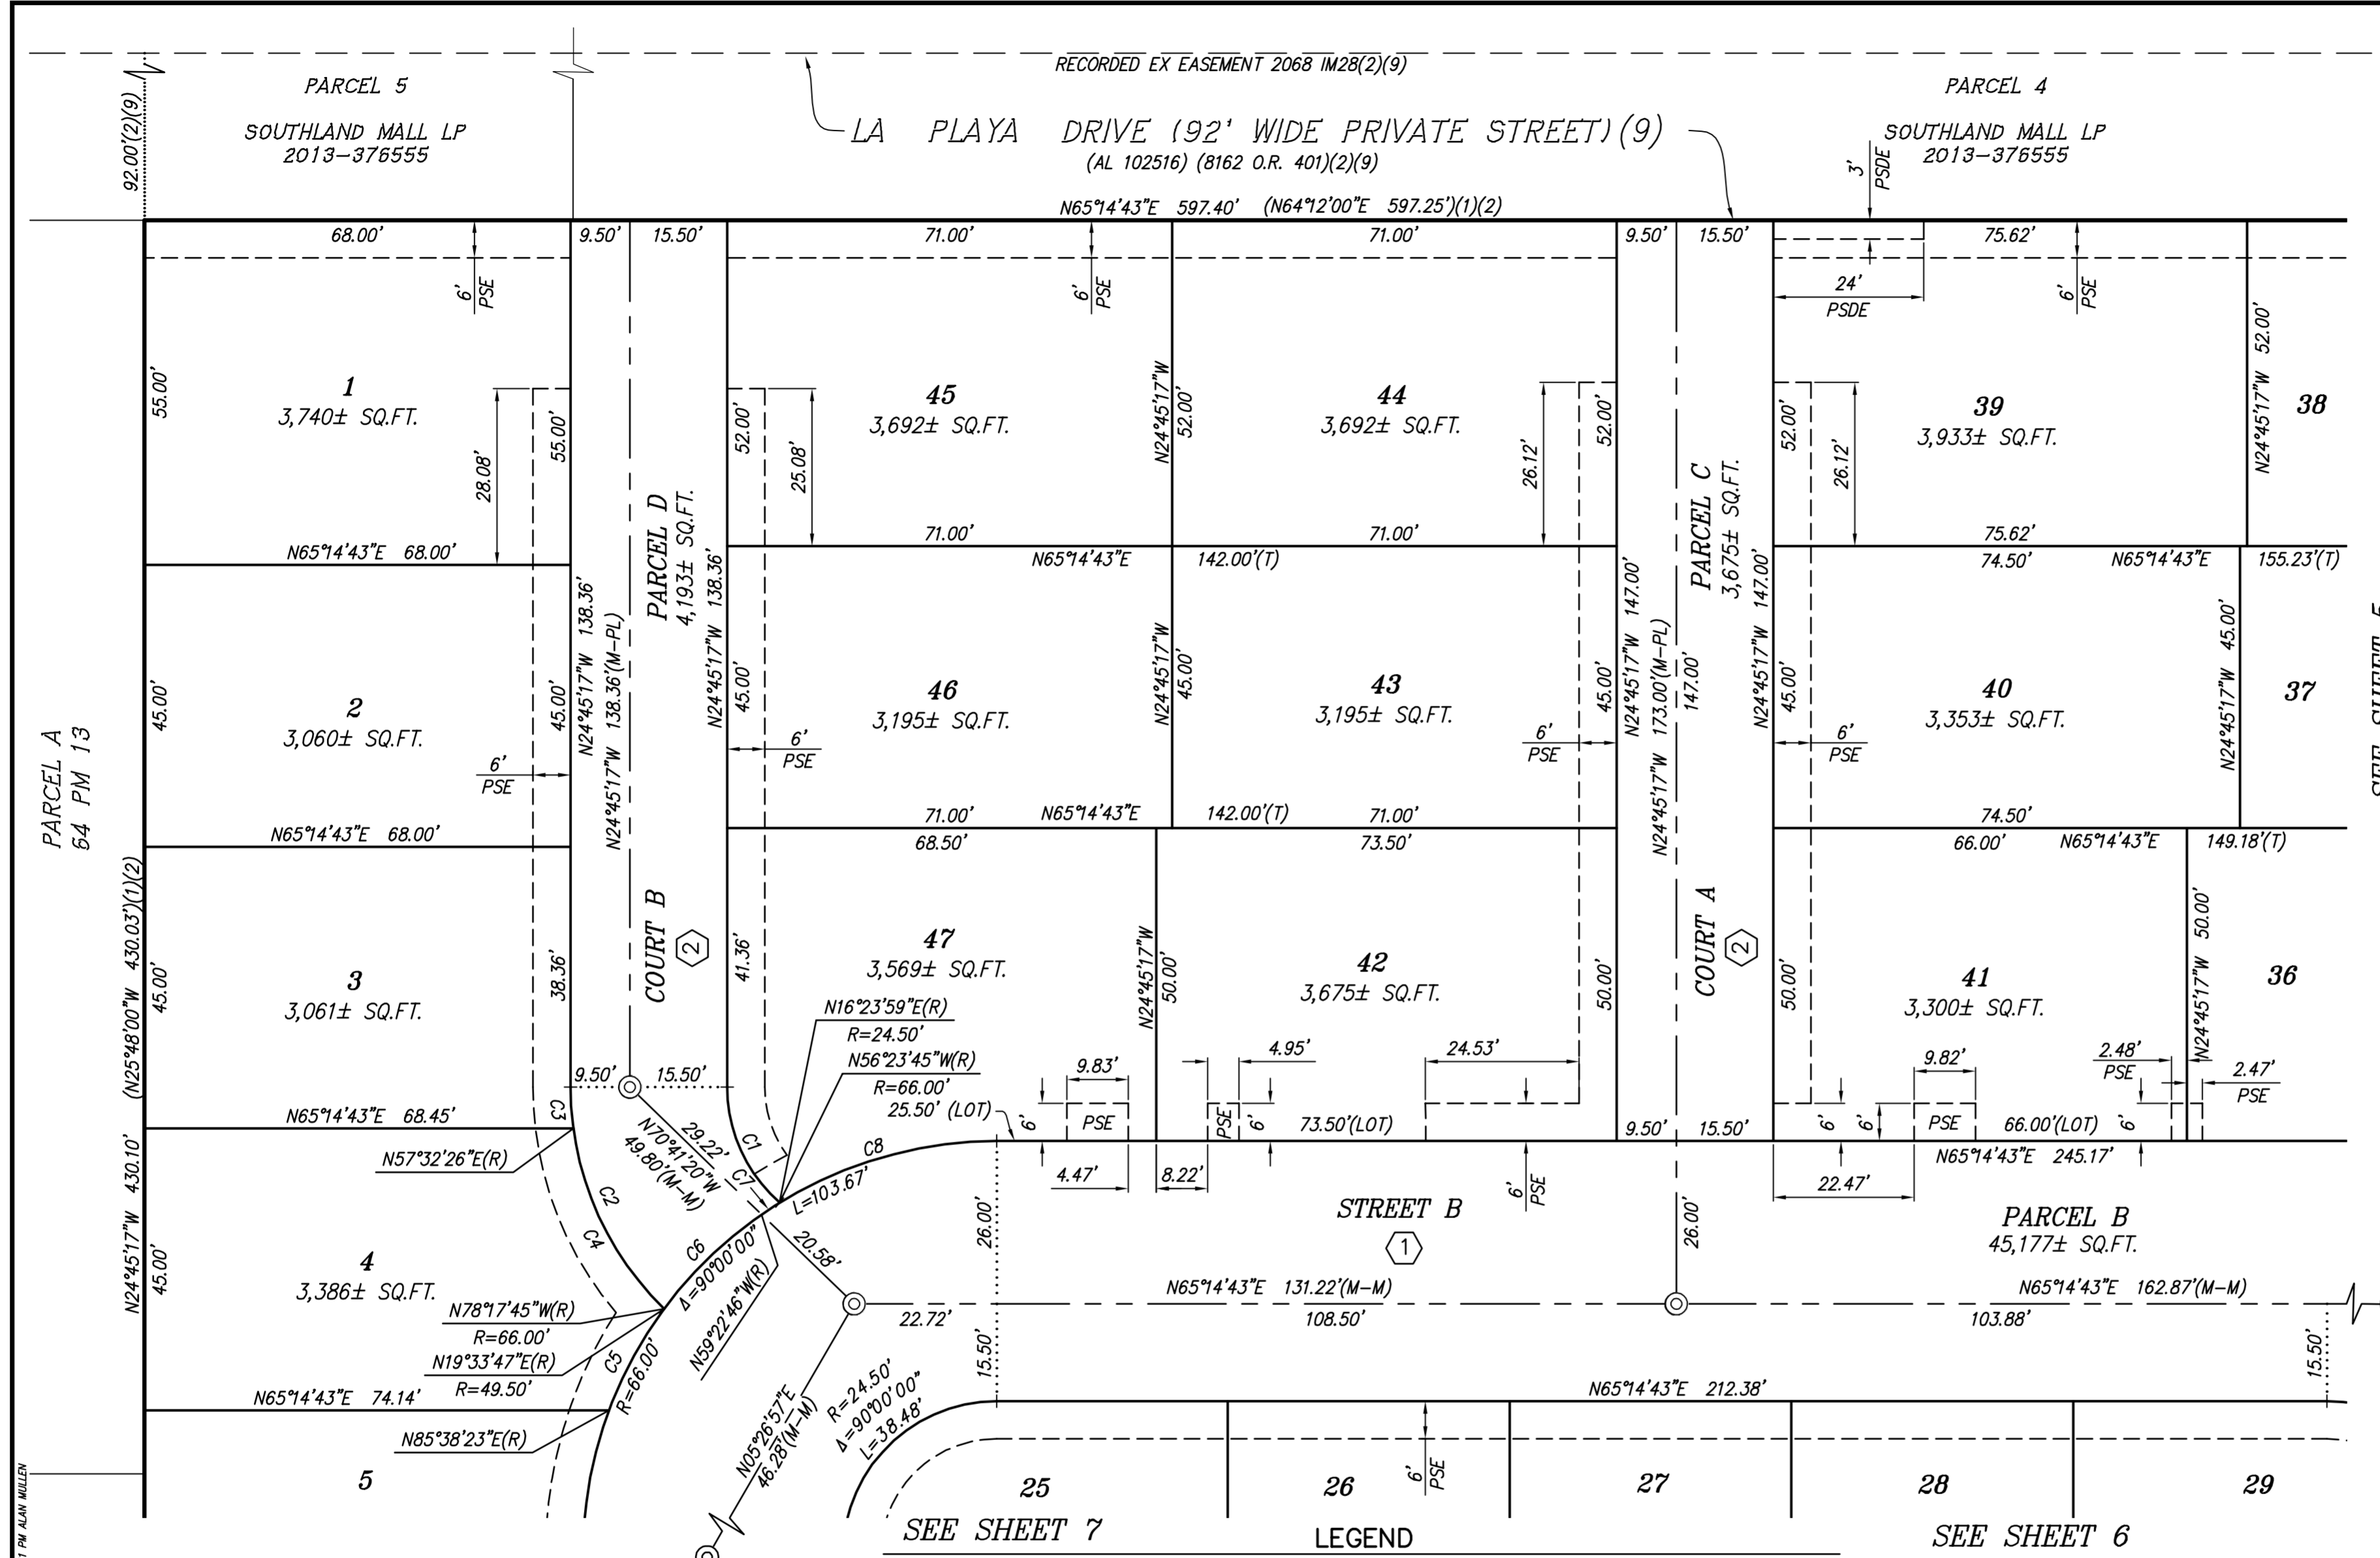 RECORDED EX EASEMENT 2068 IM28(2)(9)
PARCEL 5
SOUTHLAND MALL LP
2013-376555
92.00'(2)(9)
LA PLAYA DRIVE (92' WIDE PRIVATE STREET)(9)
(AL 102516) (8162 O.R. 401)(2)(9)
PARCEL 4
SOUTHLAND MALL LP
2013-376555
3'
PSDE
N65°14'43"E 597.40' (N64°12'00"E 597.25')(1)(2)
68.00'
9.50'
15.50'
71.00'
71.00'
9.50'
15.50'
75.62'
6'
PSE
6'
PSE
24'
PSDE
6'
PSE
55.00'
1
3,740± SQ.FT.
28.08'
55.00'
52.00'
25.08'
45
3,692± SQ.FT.
N24°45'17"W
52.00'
44
3,692± SQ.FT.
26.12'
52.00'
52.00'
26.12'
39
3,933± SQ.FT.
N24°45'17"W 52.00'
38
PARCEL D
4,193± SQ.FT.
PARCEL C
3,675± SQ.FT.
N65°14'43"E 68.00'
71.00'
71.00'
75.62'
N65°14'43"E
142.00'(T)
74.50'
N65°14'43"E
155.23'(T)
45.00'
2
3,060± SQ.FT.
45.00'
N24°45'17"W 138.36'
N24°45'17"W 138.36'(M-PL)
N24°45'17"W 138.36'
45.00'
46
3,195± SQ.FT.
N24°45'17"W
45.00'
43
3,195± SQ.FT.
45.00'
N24°45'17"W 147.00'
N24°45'17"W 173.00'(M-PL)
147.00'
N24°45'17"W 147.00'
45.00'
40
3,353± SQ.FT.
N24°45'17"W 45.00'
37
6'
PSE
6'
PSE
6'
PSE
6'
PSE
PARCEL A
64 PM 13
SEE SHEET 5
N65°14'43"E 68.00'
71.00'
N65°14'43"E
142.00'(T)
71.00'
74.50'
68.50'
73.50'
66.00'
N65°14'43"E
149.18'(T)
(N25°48'00"W 430.03')(1)(2)
N24°45'17"W 430.10'
45.00'
3
3,061± SQ.FT.
38.36'
COURT B
2
41.36'
47
3,569± SQ.FT.
N24°45'17"W
50.00'
42
3,675± SQ.FT.
50.00'
COURT A
2
50.00'
41
3,300± SQ.FT.
N24°45'17"W 50.00'
36
N16°23'59"E(R)
R=24.50'
N56°23'45"W(R)
R=66.00'
25.50' (LOT)
9.50'
15.50'
9.83'
4.95'
24.53'
9.82'
2.48'
PSE
2.47'
PSE
6'
PSE
PSE
6'
73.50'(LOT)
9.50'
15.50'
6'
6'
PSE
66.00'(LOT)
6'
N65°14'43"E 68.45'
C3
N57°32'26"E(R)
29.22'
N70°41'20"W
49.80'(M-M)
C1
C7
C8
L=103.67'
4.47'
8.22'
6'
PSE
N65°14'43"E 245.17'
22.47'
C2
C4
45.00'
4
3,386± SQ.FT.
C6
Δ=90°00'00"
N59°22'46"W(R)
20.58'
26.00'
STREET B
1
26.00'
PARCEL B
45,177± SQ.FT.
N78°17'45"W(R)
R=66.00'
N19°33'47"E(R)
R=49.50'
C5
R=66.00'
22.72'
N65°14'43"E 131.22'(M-M)
108.50'
N65°14'43"E 162.87'(M-M)
103.88'
15.50'
15.50'
N65°14'43"E 74.14'
N85°38'23"E(R)
N05°26'57"E
46.28'(M-M)
R=24.50'
Δ=90°00'00"
L=38.48'
N65°14'43"E 212.38'
5
25
26
6'
PSE
27
28
29
1 PM ALAN MULLEN
SEE SHEET 7
LEGEND
SEE SHEET 6